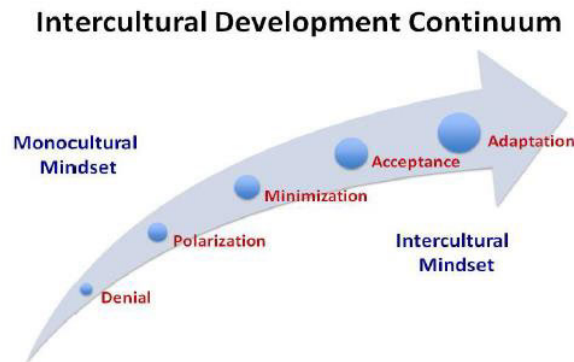 Intercultural Development Continuum
Monocultural
Mindset
Adaptation
Acceptance
Minimization
Polarization
Intercultural
Mindset
Denial